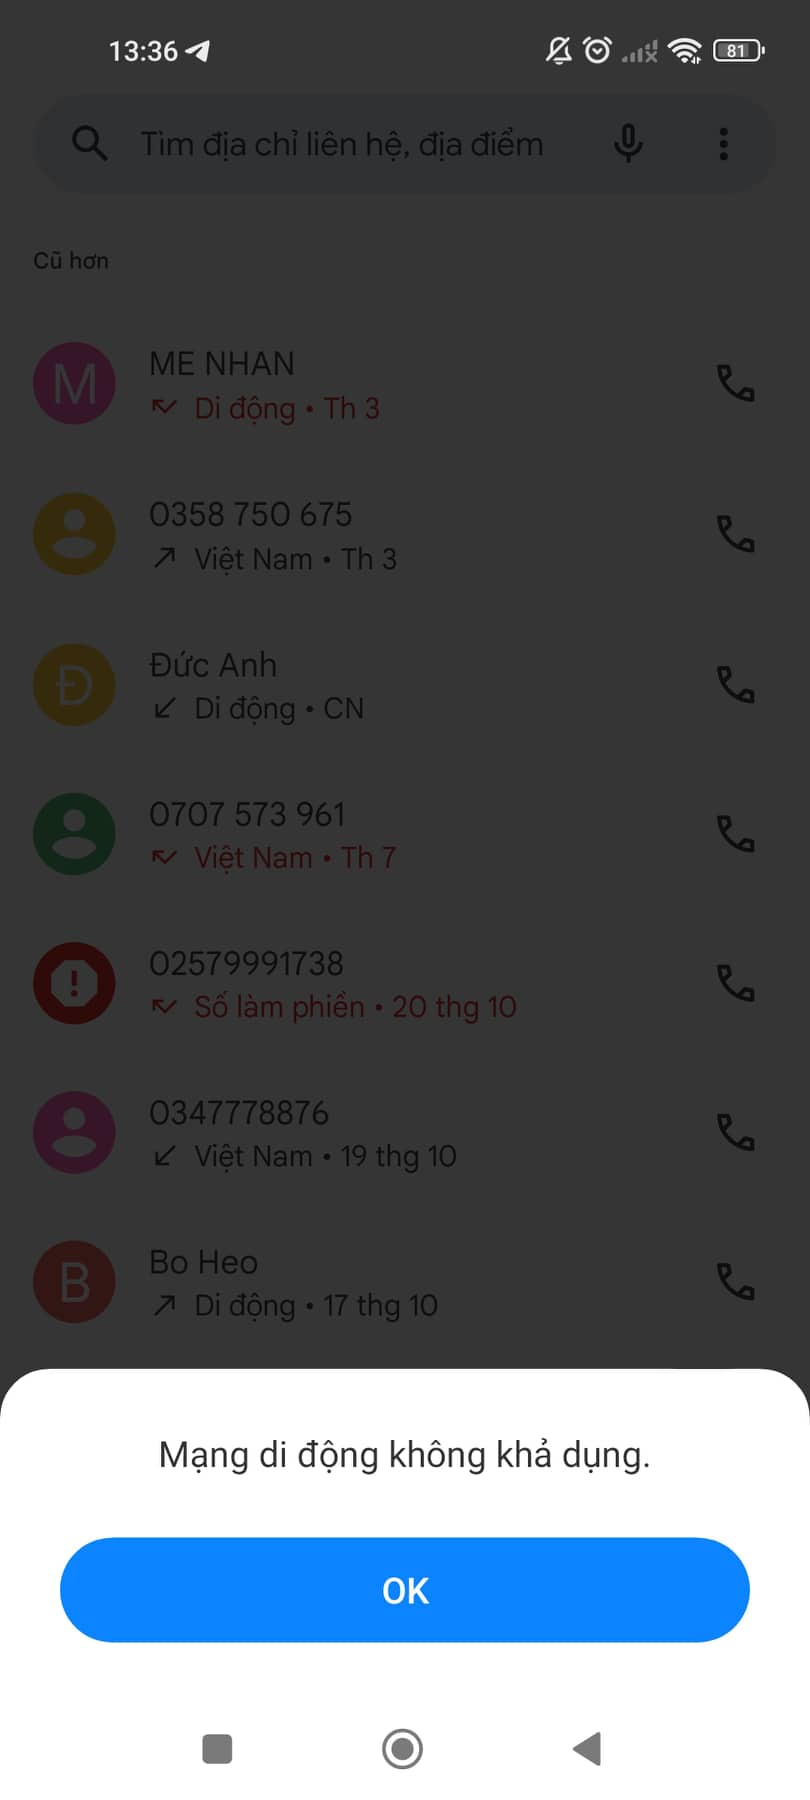 13:36
81
Tìm địa chỉ liên hệ, địa điểm
Cũ hơn
M
ME NHAN
Di động • Th 3
0358 750 675
Việt Nam • Th 3
Đ
Đức Anh
Di động • CN
0707 573 961
Việt Nam • Th 7
02579991738
Số làm phiền • 20 thg 10
0347778876
Việt Nam • 19 thg 10
B
Bo Heo
Di động • 17 thg 10
Mạng di động không khả dụng.
OK